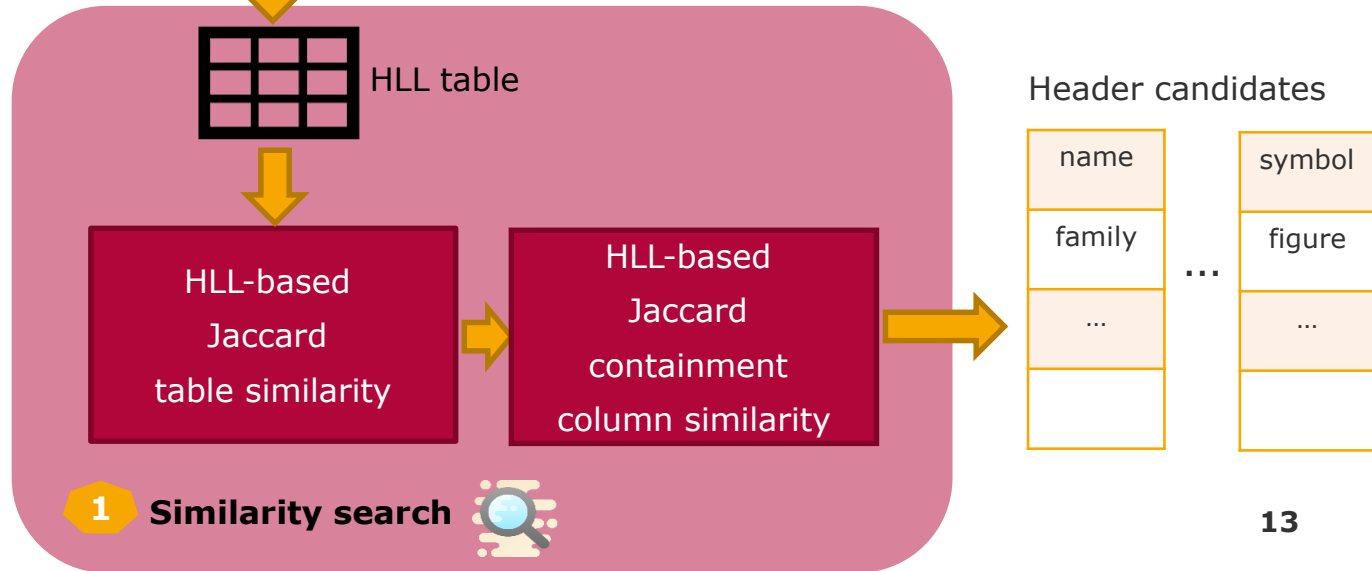 HLL table
HLL-based
Jaccard
table similarity
HLL-based
Jaccard
containment
column similarity
1 Similarity search
Header candidates
name
family
...
...
symbol
figure
...
13